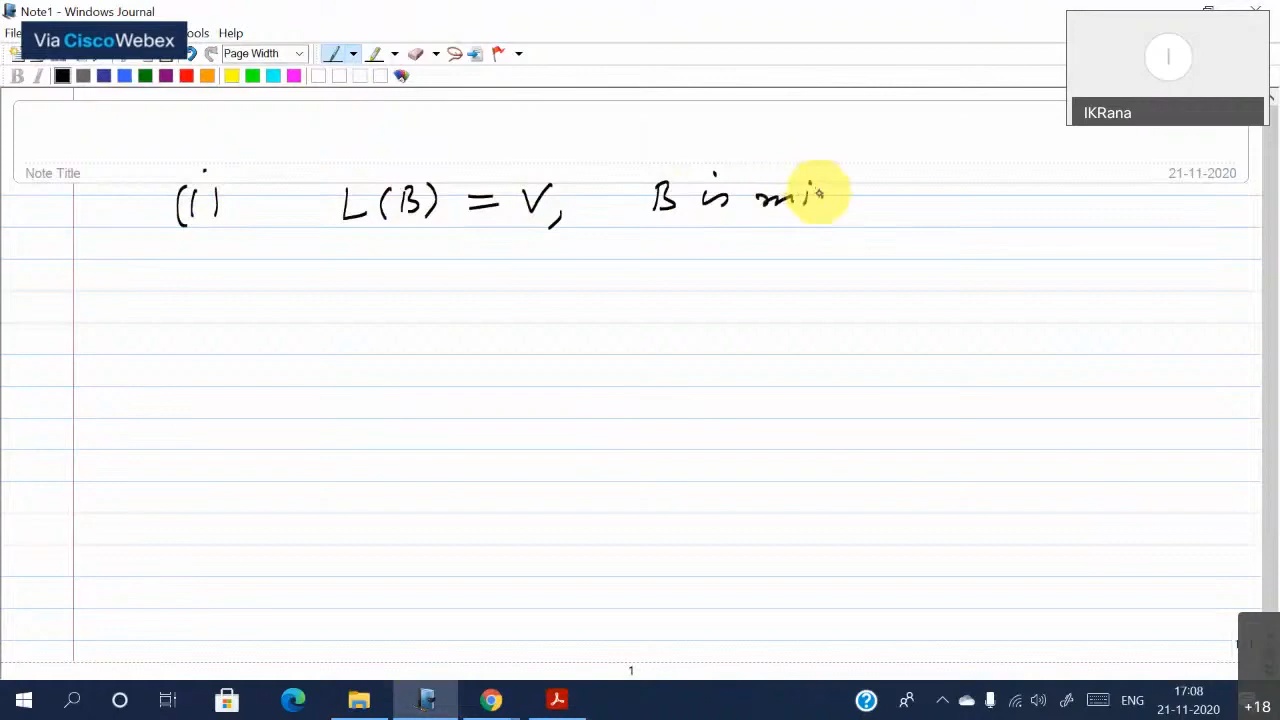 Note1 - Windows Journal
Via CiscoWebex
Help
Page Width
B I
I
IKRana
Note Title
21-11-2020
(i) L(B) = V, B is mi
1
ENG
17:08
21-11-2020
+18